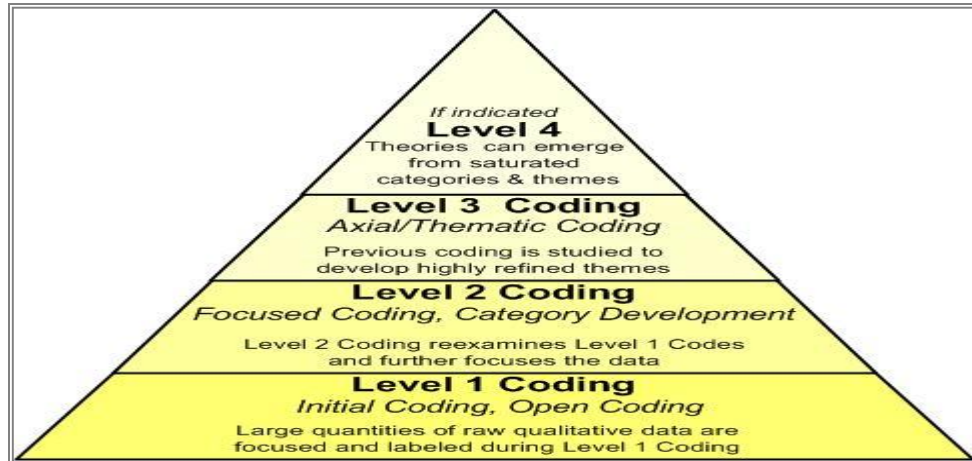 If indicated
Level 4
Theories can emerge
from saturated
categories & themes
Level 3 Coding
Axial/Thematic Coding
Previous coding is studied to
develop highly refined themes
Level 2 Coding
Focused Coding, Category Development
Level 2 Coding reexamines Level 1 Codes
and further focuses the data
Level 1 Coding
Initial Coding, Open Coding
Large quantities of raw qualitative data are
focused and labeled during Level 1 Coding